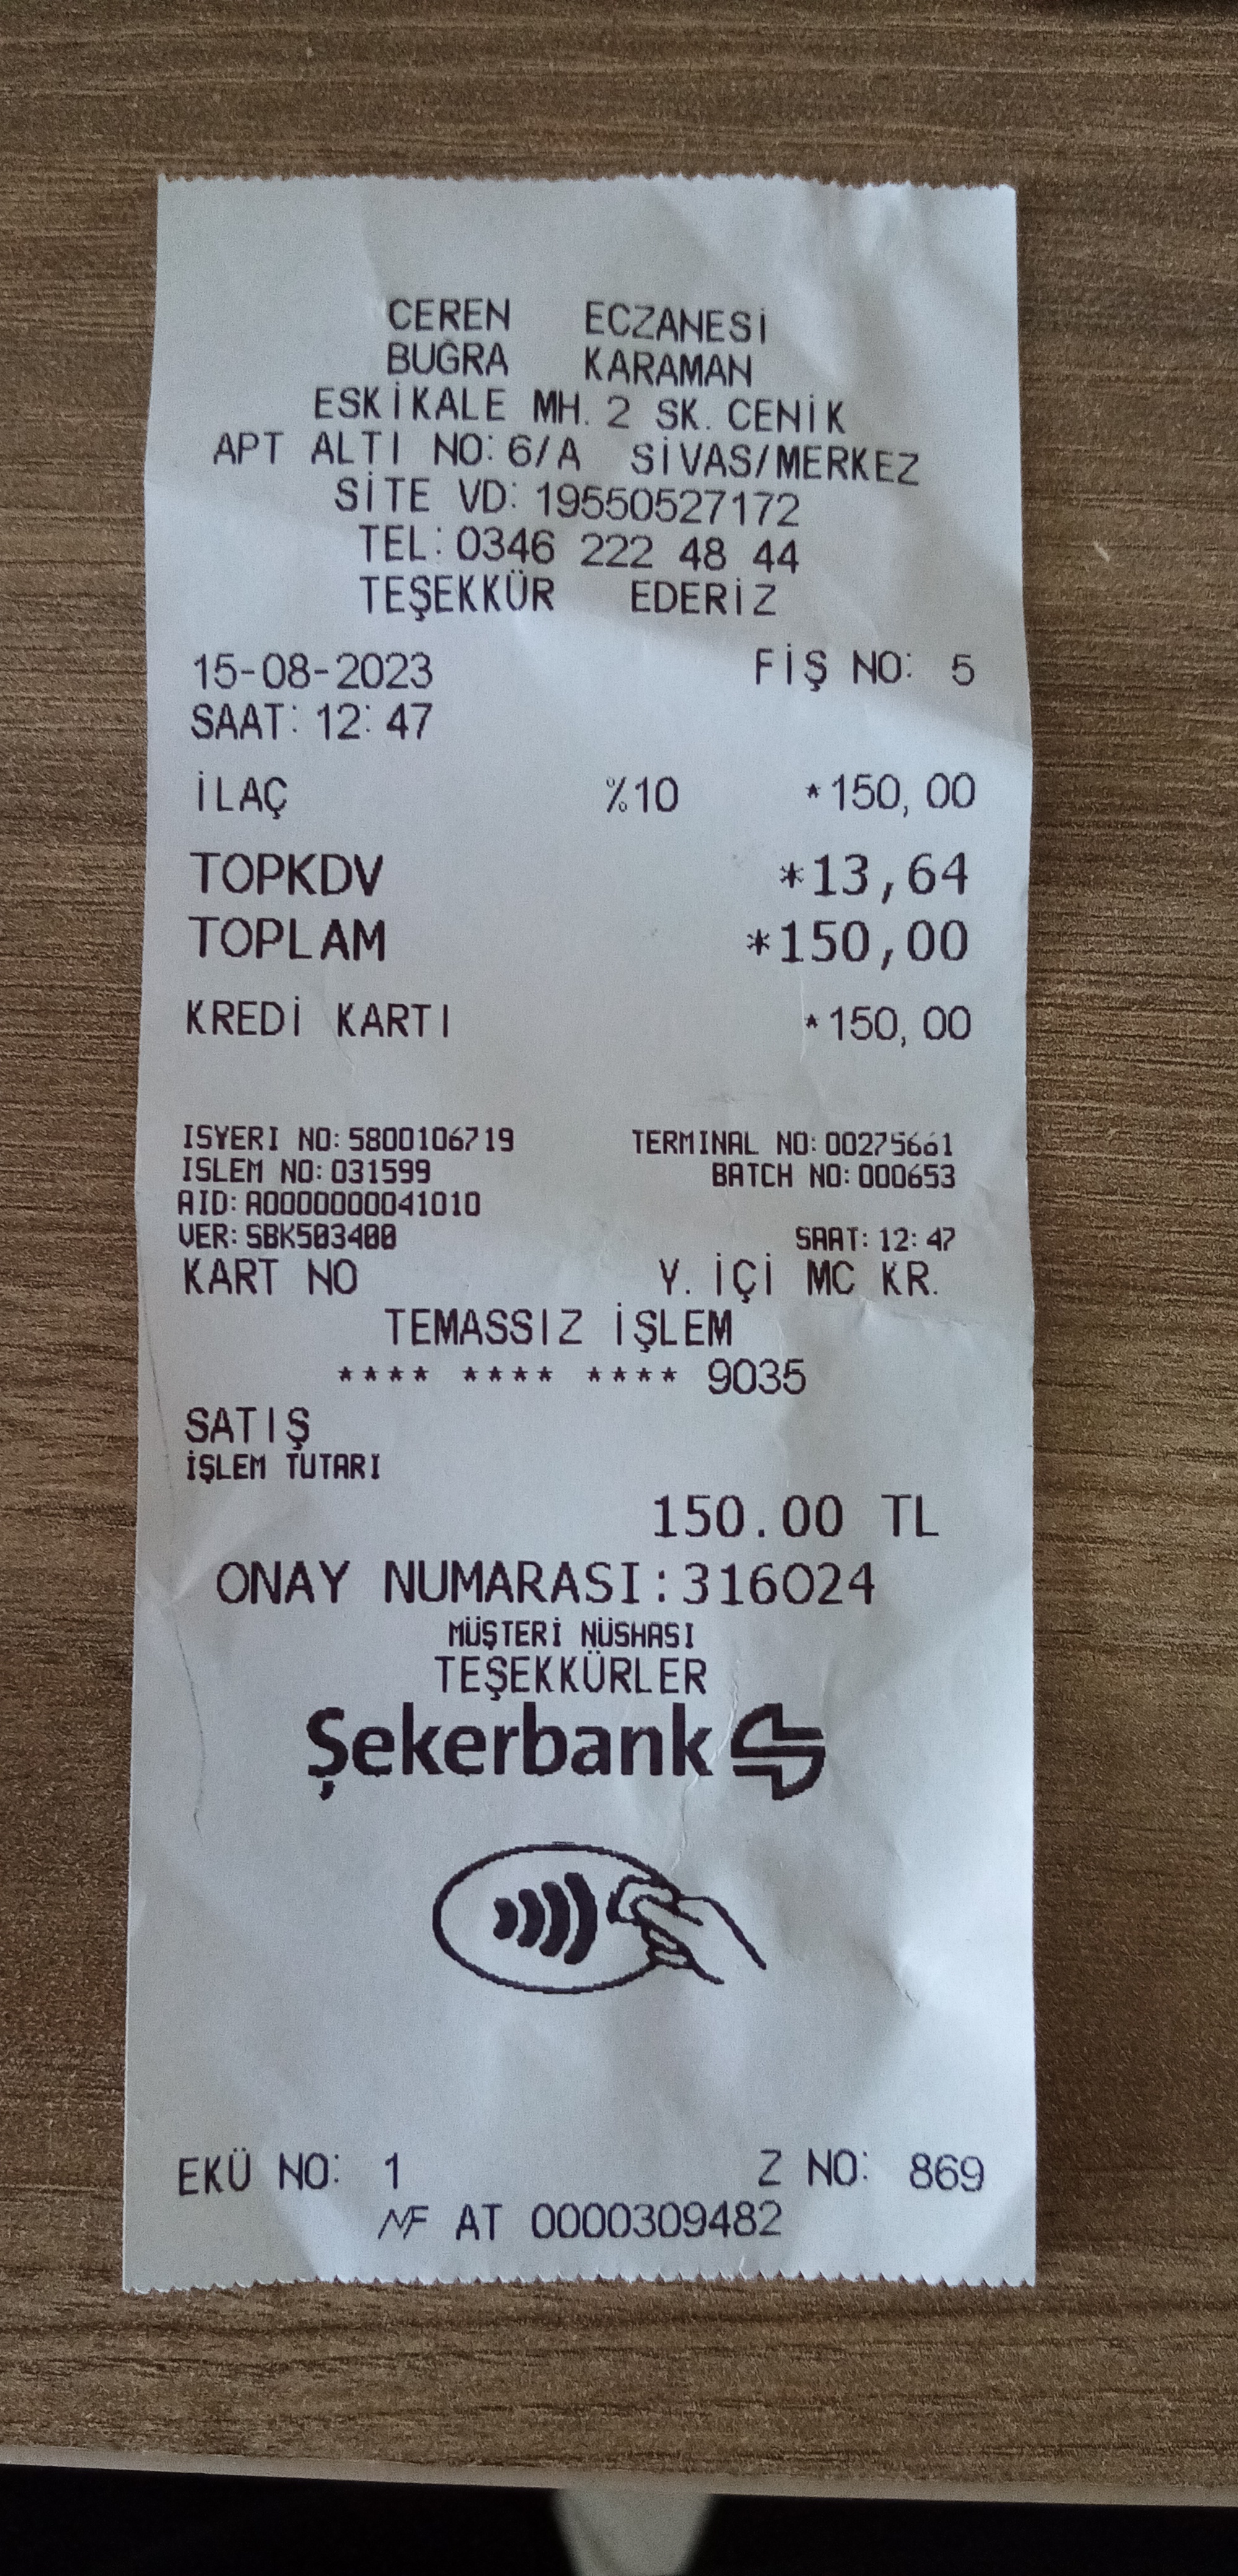 CEREN ECZANESİ
BUĞRA KARAMAN
ESKİKALE MH. 2 SK. CENİK
APT ALTI NO: 6/A SİVAS/MERKEZ
SİTE VD: 19550527172
TEL: 0346 222 48 44
TEŞEKKÜR EDERİZ
15-08-2023 FİŞ NO: 5
SAAT: 12:47
İLAÇ %10 *150,00
TOPKDV *13,64
TOPLAM *150,00
KREDİ KARTI *150,00
ISYERI NO: 5800106719 TERMINAL NO: 00275661
ISLEM NO: 031599 BATCH NO: 000653
AID: A0000000041010
VER: SBK503400 SAAT: 12:47
KART NO Y. İÇİ MC KR.
TEMASSIZ İŞLEM
**** **** **** 9035
SATIŞ
İŞLEM TUTARI
150.00 TL
ONAY NUMARASI:316024
MÜŞTERİ NÜSHASI
TEŞEKKÜRLER
Şekerbank
EKÜ NO: 1 Z NO: 869
MF AT 0000309482